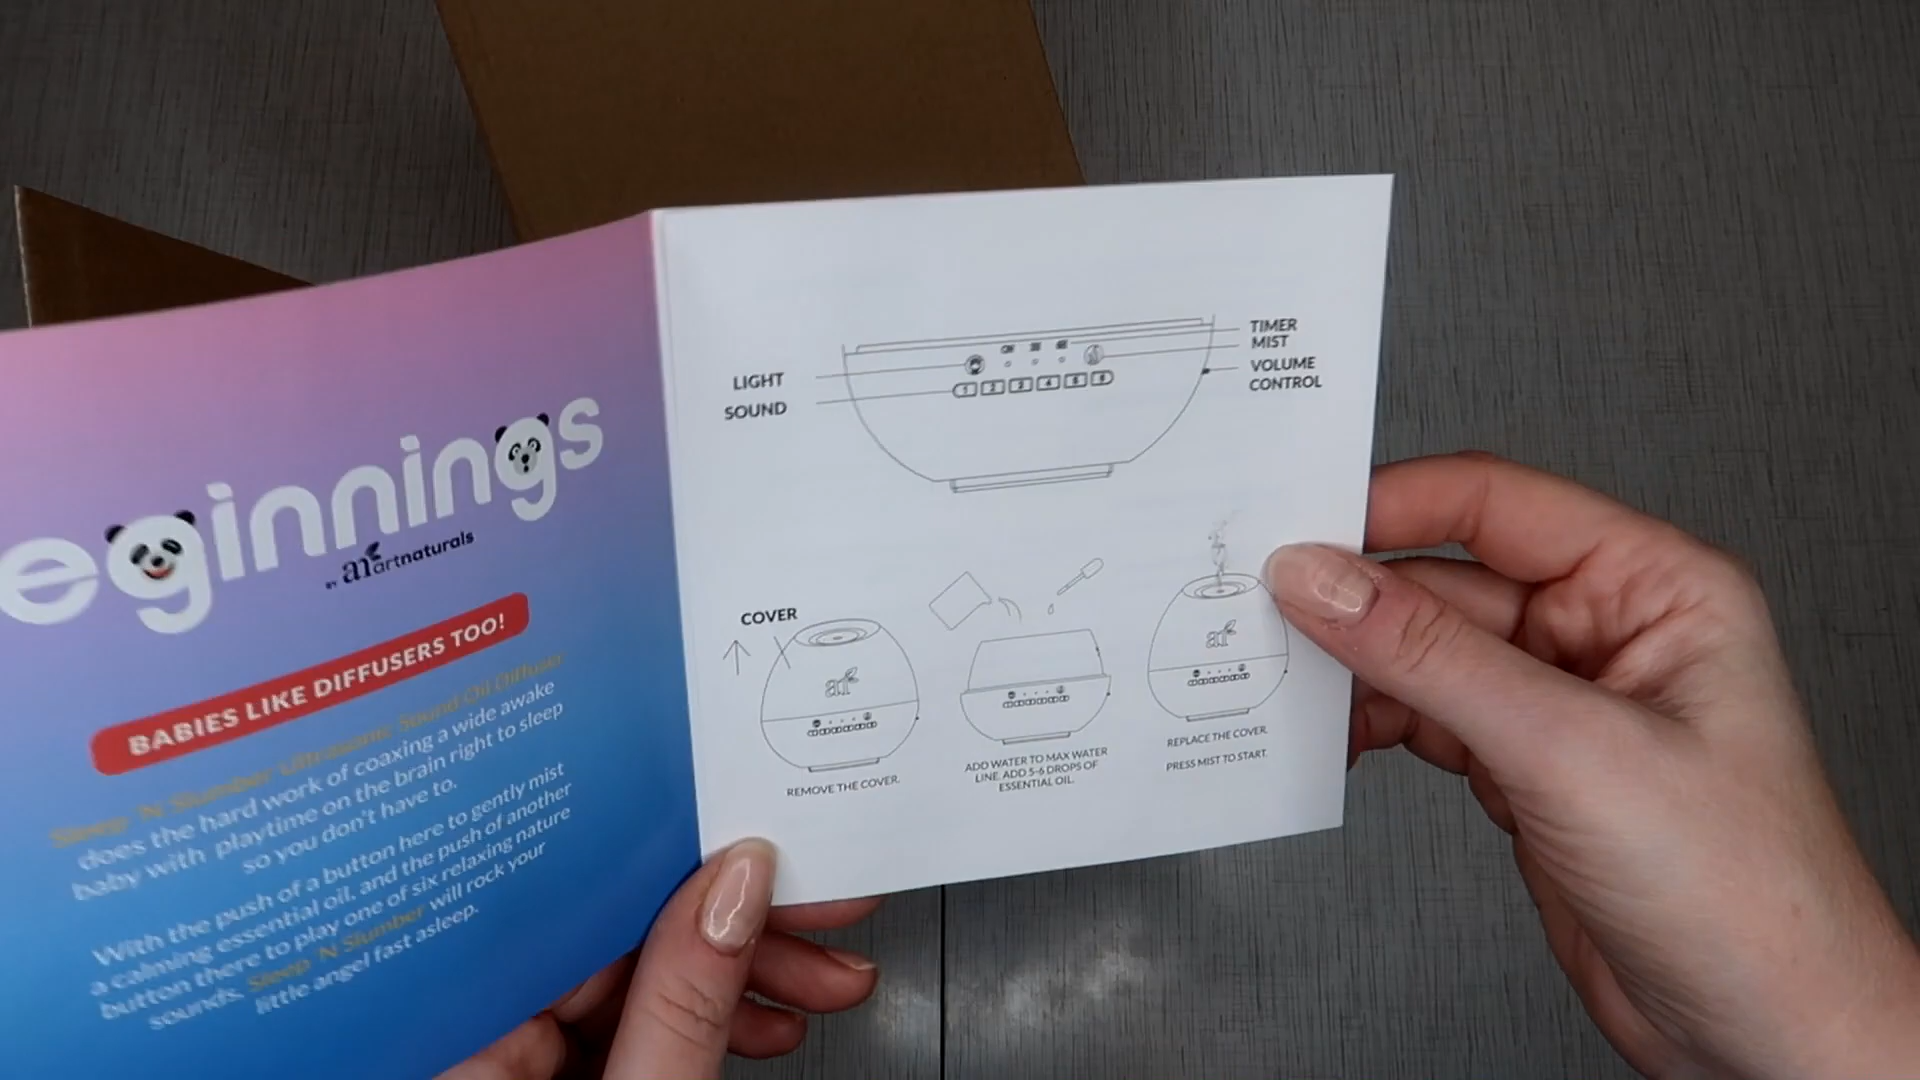 eginnings
BY artnaturals
BABIES LIKE DIFFUSERS TOO!
Sleep 'N Slumber Ultrasonic Sound Oil Diffuser
does the hard work of coaxing a wide awake
baby with playtime on the brain right to sleep
so you don't have to.
With the push of a button here to gently mist
a calming essential oil, and the push of another
button there to play one of six relaxing nature
sounds, Sleep 'N Slumber will rock your
little angel fast asleep.
LIGHT
SOUND
TIMER
MIST
VOLUME
CONTROL
1 2 3 4 5 6
COVER
REMOVE THE COVER.
ADD WATER TO MAX WATER
LINE. ADD 5-6 DROPS OF
ESSENTIAL OIL.
REPLACE THE COVER.
PRESS MIST TO START.